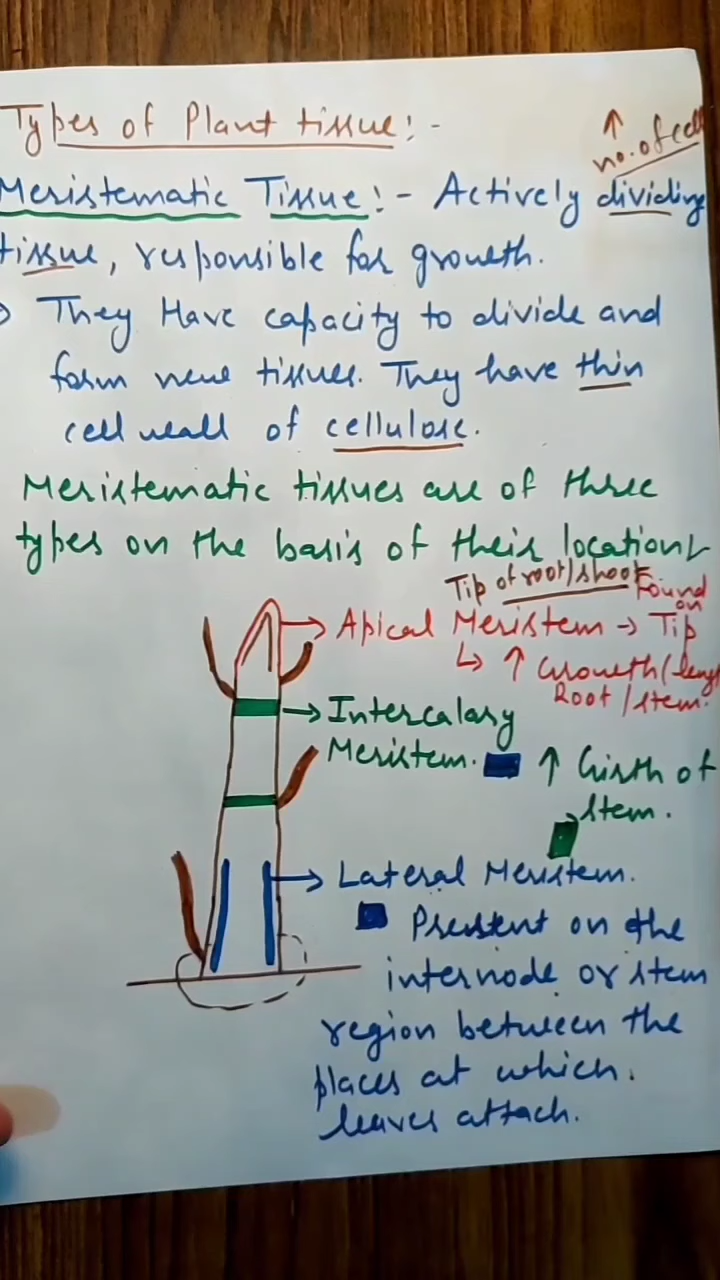 Types of Plant tissue:-
↑ no. of cell
Meristematic Tissue:- Actively dividing
tissue, responsible for growth.
They Have capacity to divide and
form new tissues. They have thin
cell wall of cellulose.
Meristematic tissues are of three
types on the basis of their location
Tip of root/shoot
→ Apical Meristem → Found on Tip
↳ ↑ Growth (leng
Root / stem.
→ Intercalary
Meristem.
↑ Girth of
stem.
→ Lateral Meristem.
Present on the
internode or stem
region between the
places at which
leaves attach.